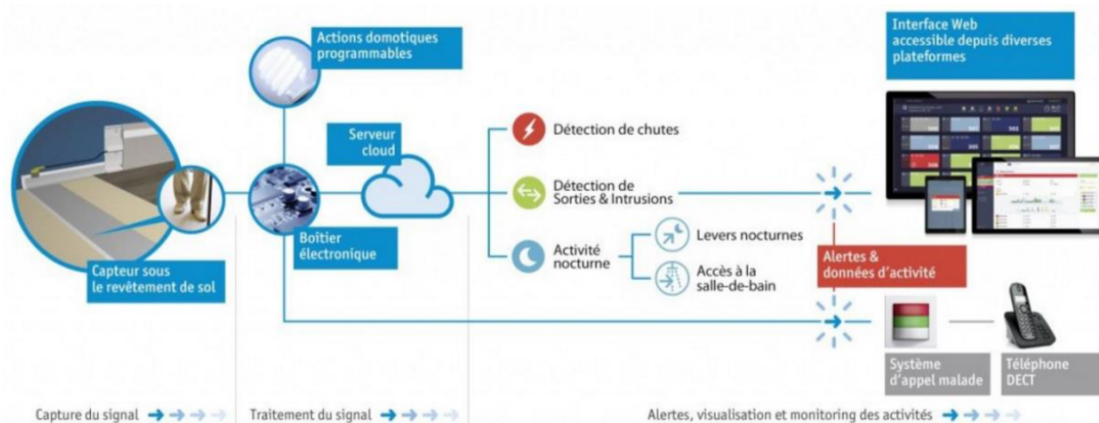 Actions domotiques
programmables
Interface Web
accessible depuis diverses
plateformes
Serveur
cloud
Détection de chutes
Détection de
Sorties & Intrusions
Boîtier
électronique
Activité
nocturne
Levers nocturnes
Accès à la
salle-de-bain
Capteur sous
le revêtement de sol
Alertes &
données d'activité
Système
d'appel malade
Téléphone
DECT
Capture du signal
Traitement du signal
Alertes, visualisation et monitoring des activités